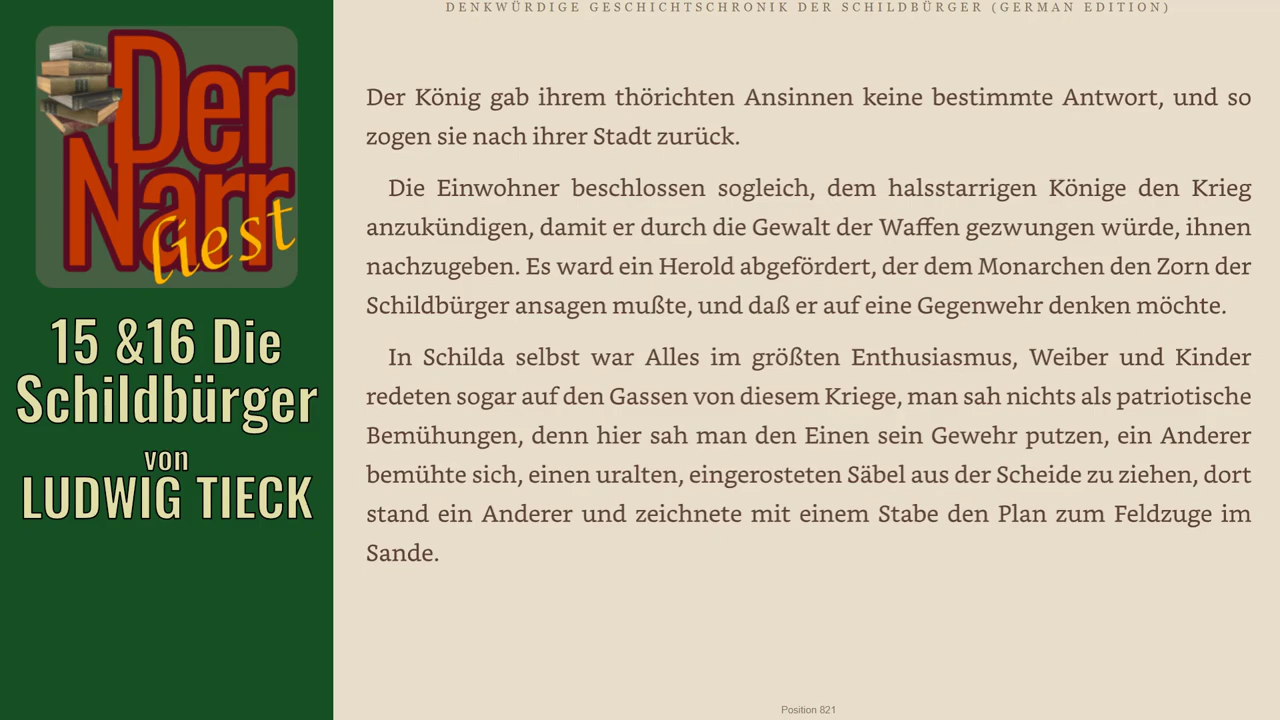 Der
Narr
liest
15 &16 Die
Schildbürger
von
LUDWIG TIECK
DENKWÜRDIGE GESCHICHTSCHRONIK DER SCHILDBÜRGER (GERMAN EDITION)
Der König gab ihrem thörichten Ansinnen keine bestimmte Antwort, und so
zogen sie nach ihrer Stadt zurück.
Die Einwohner beschlossen sogleich, dem halsstarrigen Könige den Krieg
anzukündigen, damit er durch die Gewalt der Waffen gezwungen würde, ihnen
nachzugeben. Es ward ein Herold abgefördert, der dem Monarchen den Zorn der
Schildbürger ansagen mußte, und daß er auf eine Gegenwehr denken möchte.
In Schilda selbst war Alles im größten Enthusiasmus, Weiber und Kinder
redeten sogar auf den Gassen von diesem Kriege, man sah nichts als patriotische
Bemühungen, denn hier sah man den Einen sein Gewehr putzen, ein Anderer
bemühte sich, einen uralten, eingerosteten Säbel aus der Scheide zu ziehen, dort
stand ein Anderer und zeichnete mit einem Stabe den Plan zum Feldzuge im
Sande.
Position 821